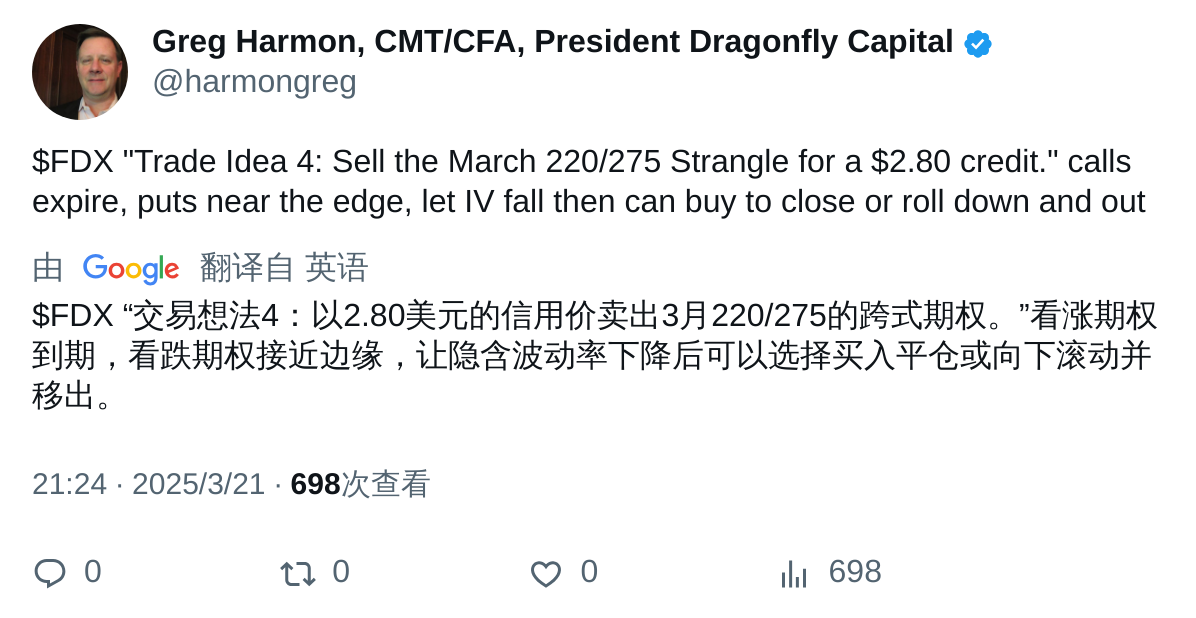 Greg Harmon, CMT/CFA, President Dragonfly Capital
@harmongreg
$FDX "Trade Idea 4: Sell the March 220/275 Strangle for a $2.80 credit." calls
expire, puts near the edge, let IV fall then can buy to close or roll down and out
由 Google 翻译自 英语
$FDX “交易想法4：以2.80美元的信用价卖出3月220/275的跨式期权。”看涨期权
到期，看跌期权接近边缘，让隐含波动率下降后可以选择买入平仓或向下滚动并
移出。
21:24 · 2025/3/21 · 698次查看
0 0 0 698